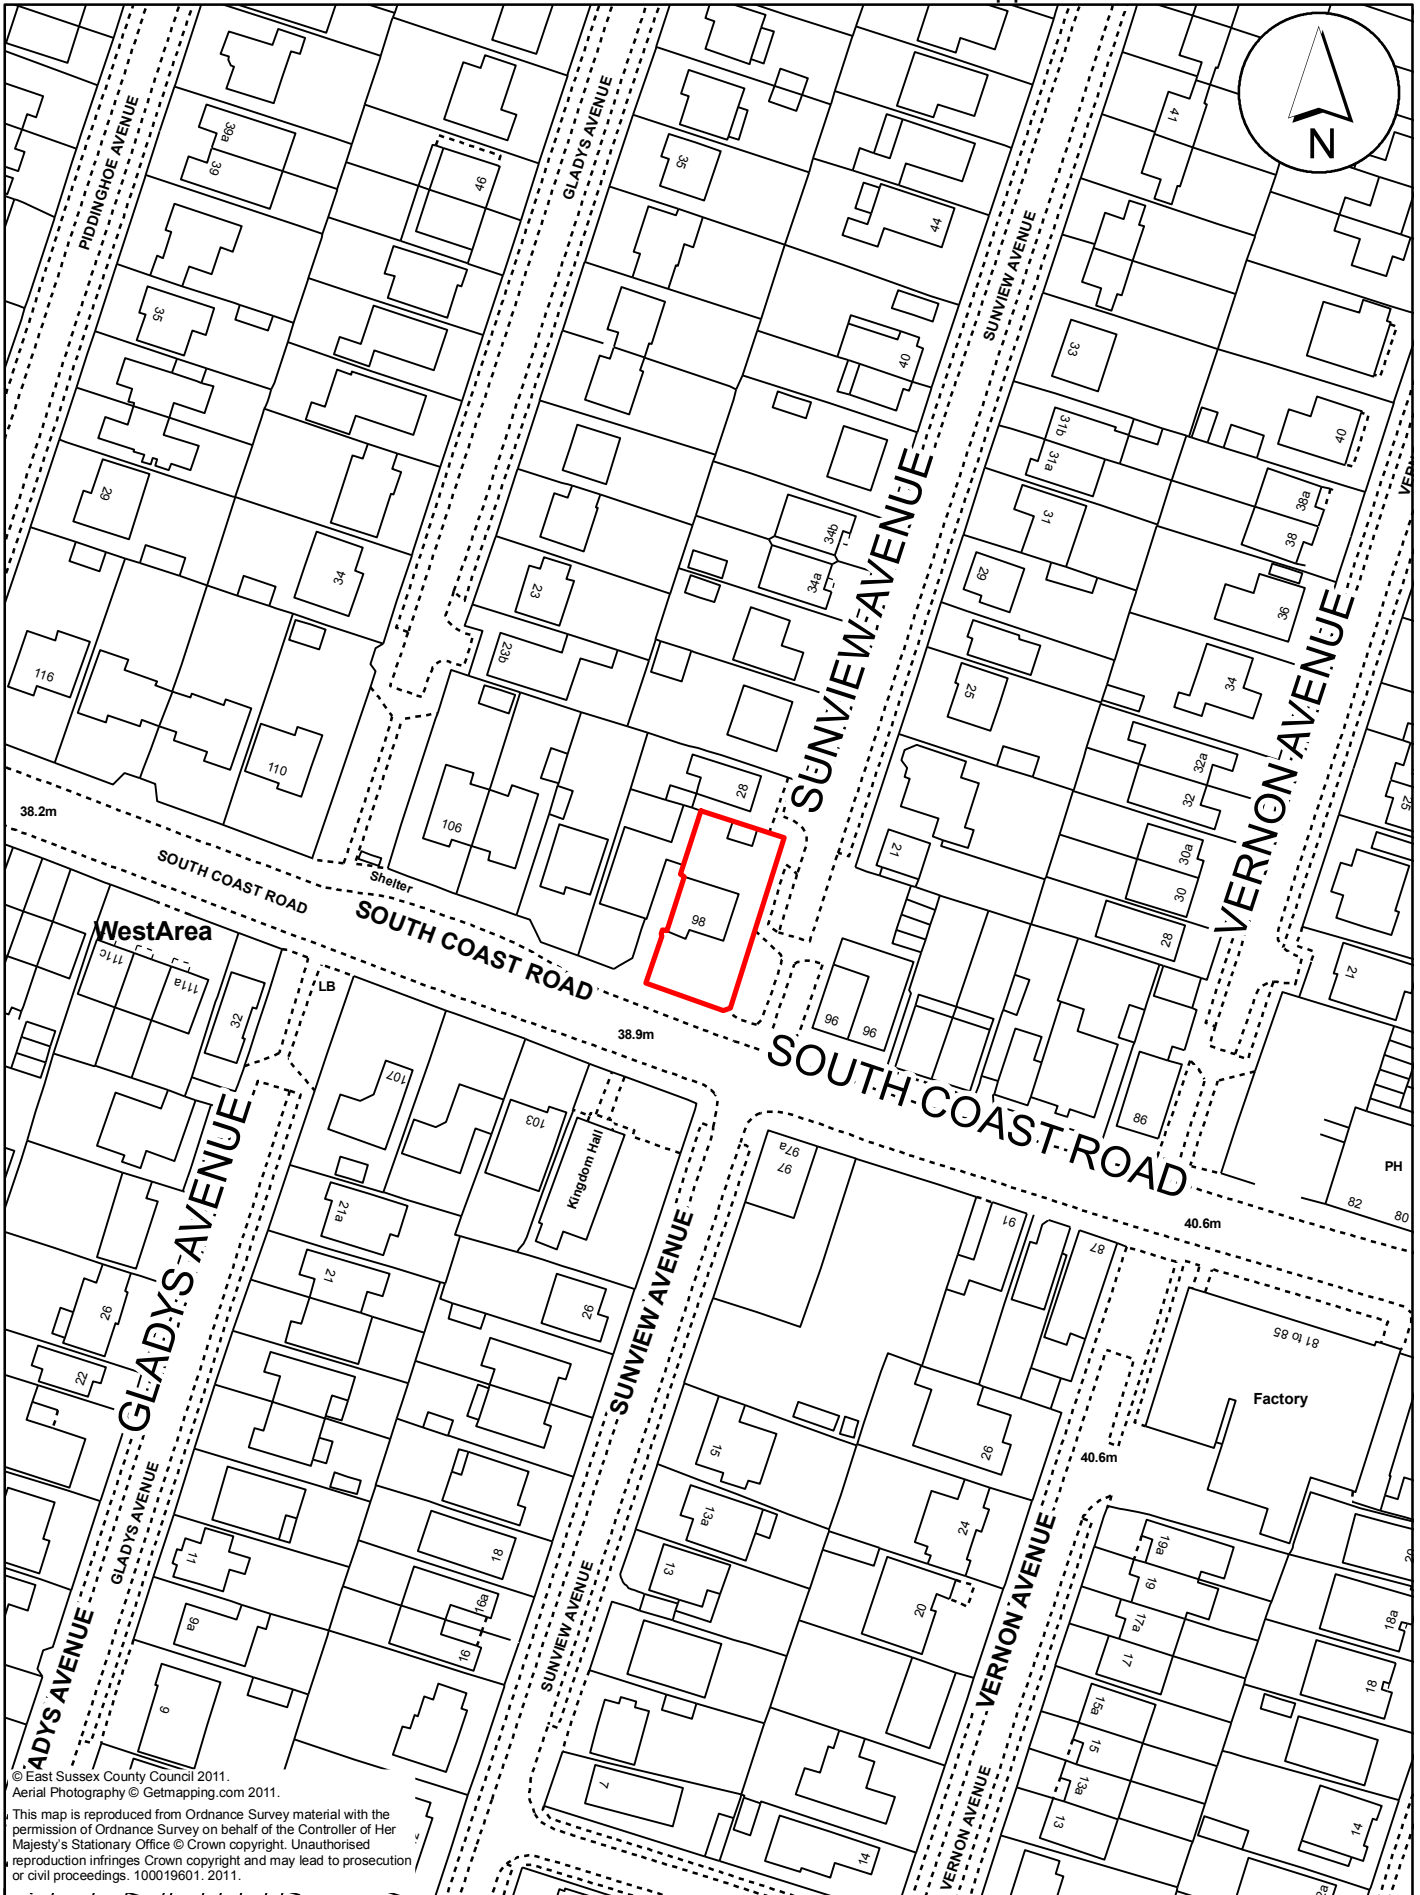 N
PIDDINGHOE AVENUE
GLADYS AVENUE
SUNVIEW AVENUE
39a
39
46
35
44
41
35
40
33
31b
31a
40
38a
38
VER
29
34
23
34b
34a
31
29
36
SUNVIEW AVENUE
VERNON AVENUE
116
110
23b
25
34
32a
32
25
106
28
21
30a
30
28
21
38.2m
SOUTH COAST ROAD
Shelter
SOUTH COAST ROAD
98
96
96
WestArea
111c
111a
32
LB
38.9m
SOUTH COAST ROAD
98
107
103
Kingdom Hall
97a
97
PH
82
80
40.6m
91
87
GLADYS AVENUE
21a
21
26
22
29
SUNVIEW AVENUE
81 to 85
Factory
40.6m
15
26
13a
24
13
20
GLADYS AVENUE
11
9a
9
18
16a
16
SUNVIEW AVENUE
VERNON AVENUE
19a
19
17a
17
15a
15
13a
13
20
18a
18
14
ADYS AVENUE
7
14
VERNON AVENUE
2a
© East Sussex County Council 2011.
Aerial Photography © Getmapping.com 2011.
This map is reproduced from Ordnance Survey material with the
permission of Ordnance Survey on behalf of the Controller of Her
Majesty's Stationary Office © Crown copyright. Unauthorised
reproduction infringes Crown copyright and may lead to prosecution
or civil proceedings. 100019601. 2011.